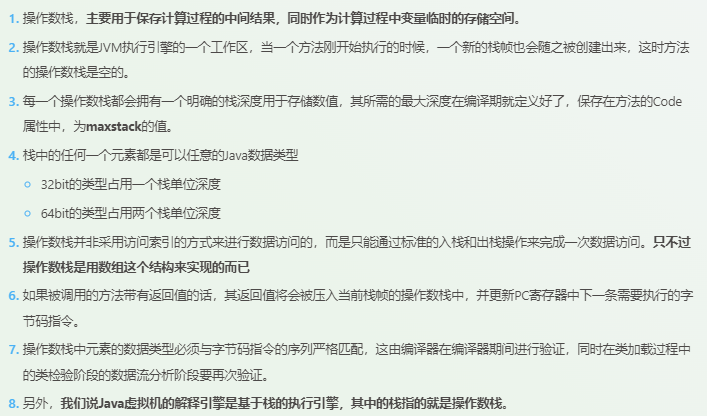 1. 操作数栈，主要用于保存计算过程的中间结果，同时作为计算过程中变量临时的存储空间。
2. 操作数栈就是JVM执行引擎的一个工作区，当一个方法刚开始执行的时候，一个新的栈帧也会随之被创建出来，这时方法
的操作数栈是空的。
3. 每一个操作数栈都会拥有一个明确的栈深度用于存储数值，其所需的最大深度在编译期就定义好了，保存在方法的Code
属性中，为maxstack的值。
4. 栈中的任何一个元素都是可以任意的Java数据类型
○ 32bit的类型占用一个栈单位深度
○ 64bit的类型占用两个栈单位深度
5. 操作数栈并非采用访问索引的方式来进行数据访问的，而是只能通过标准的入栈和出栈操作来完成一次数据访问。只不过
操作数栈是用数组这个结构来实现的而已
6. 如果被调用的方法带有返回值的话，其返回值将会被压入当前栈帧的操作数栈中，并更新PC寄存器中下一条需要执行的字
节码指令。
7. 操作数栈中元素的数据类型必须与字节码指令的序列严格匹配，这由编译器在编译器期间进行验证，同时在类加载过程中
的类检验阶段的数据流分析阶段要再次验证。
8. 另外，我们说Java虚拟机的解释引擎是基于栈的执行引擎，其中的栈指的就是操作数栈。